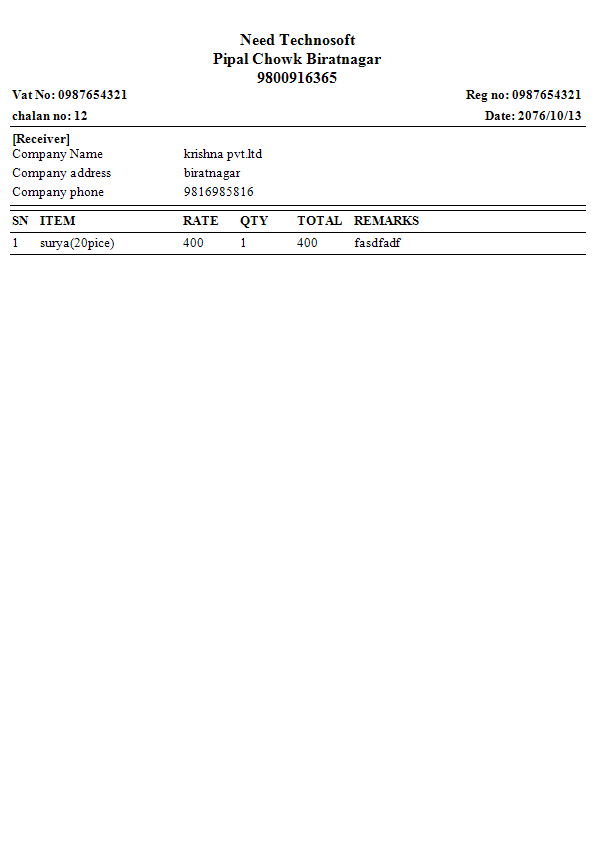 Need Technosoft
Pipal Chowk Biratnagar
9800916365
Vat No: 0987654321 Reg no: 0987654321
chalan no: 12 Date: 2076/10/13
[Receiver]
Company Name krishna pvt.ltd
Company address biratnagar
Company phone 9816985816
SN ITEM RATE QTY TOTAL REMARKS
1 surya(20pice) 400 1 400 fasdfadf